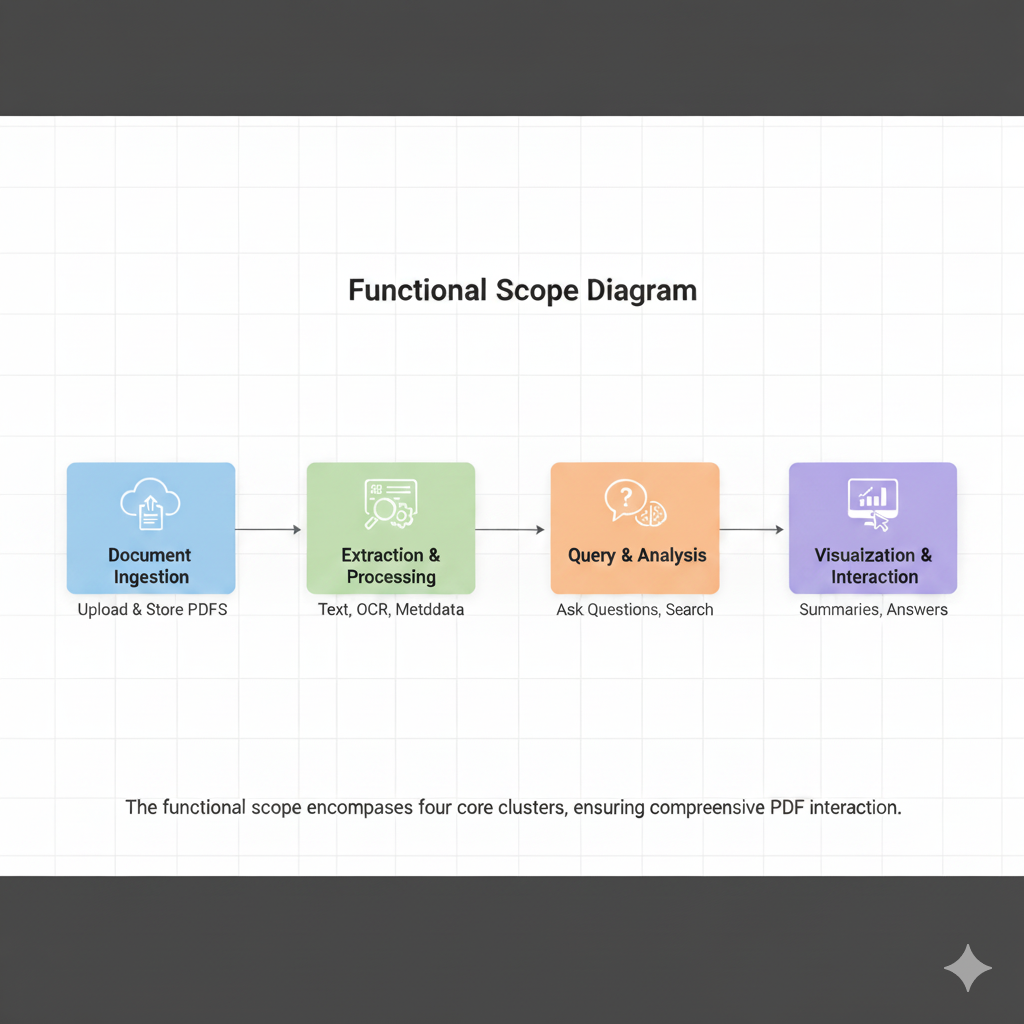 Functional Scope Diagram
Document
Ingestion
Upload & Store PDFS
Extraction &
Processing
Text, OCR, Metddata
?
Query & Analysis
Ask Questions, Search
Visuaization &
Interaction
Summaries, Answers
The functional scope encompases four core clusters, ensuring compreensive PDF interaction.